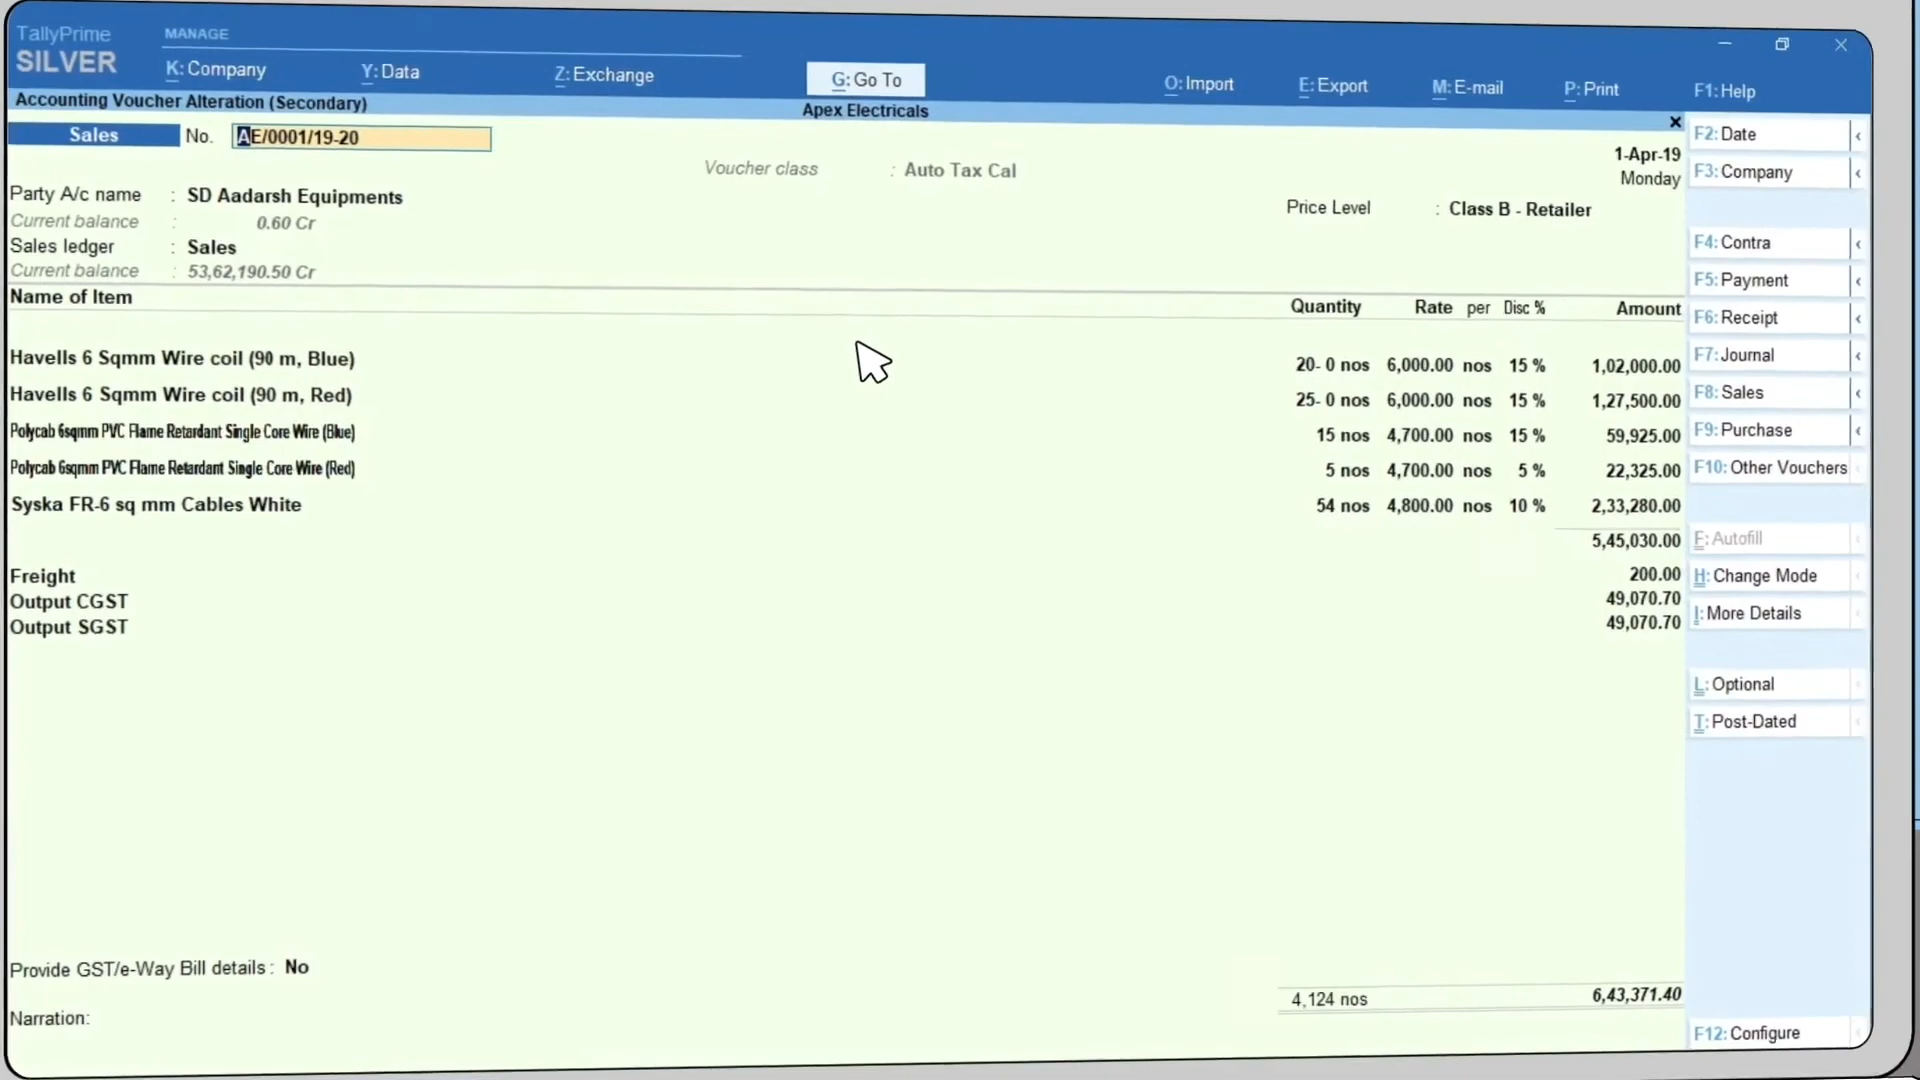 TallyPrime
SILVER
MANAGE
K: Company Y: Data Z: Exchange G: Go To O: Import E: Export M: E-mail P: Print F1: Help
Accounting Voucher Alteration (Secondary) Apex Electricals
Sales No. AE/0001/19-20 1-Apr-19
Voucher class : Auto Tax Cal Monday
Party A/c name : SD Aadarsh Equipments Price Level : Class B - Retailer
Current balance : 0.60 Cr
Sales ledger : Sales
Current balance : 53,62,190.50 Cr
Name of Item Quantity Rate per Disc % Amount
Havells 6 Sqmm Wire coil (90 m, Blue) 20- 0 nos 6,000.00 nos 15 % 1,02,000.00
Havells 6 Sqmm Wire coil (90 m, Red) 25- 0 nos 6,000.00 nos 15 % 1,27,500.00
Polycab 6sqmm PVC Flame Retardant Single Core Wire (Blue) 15 nos 4,700.00 nos 15 % 59,925.00
Polycab 6sqmm PVC Flame Retardant Single Core Wire (Red) 5 nos 4,700.00 nos 5 % 22,325.00
Syska FR-6 sq mm Cables White 54 nos 4,800.00 nos 10 % 2,33,280.00
5,45,030.00
Freight 200.00
Output CGST 49,070.70
Output SGST 49,070.70
Provide GST/e-Way Bill details : No
4,124 nos 6,43,371.40
Narration:
F2: Date
F3: Company
F4: Contra
F5: Payment
F6: Receipt
F7: Journal
F8: Sales
F9: Purchase
F10: Other Vouchers
F: Autofill
H: Change Mode
I: More Details
L: Optional
T: Post-Dated
F12: Configure